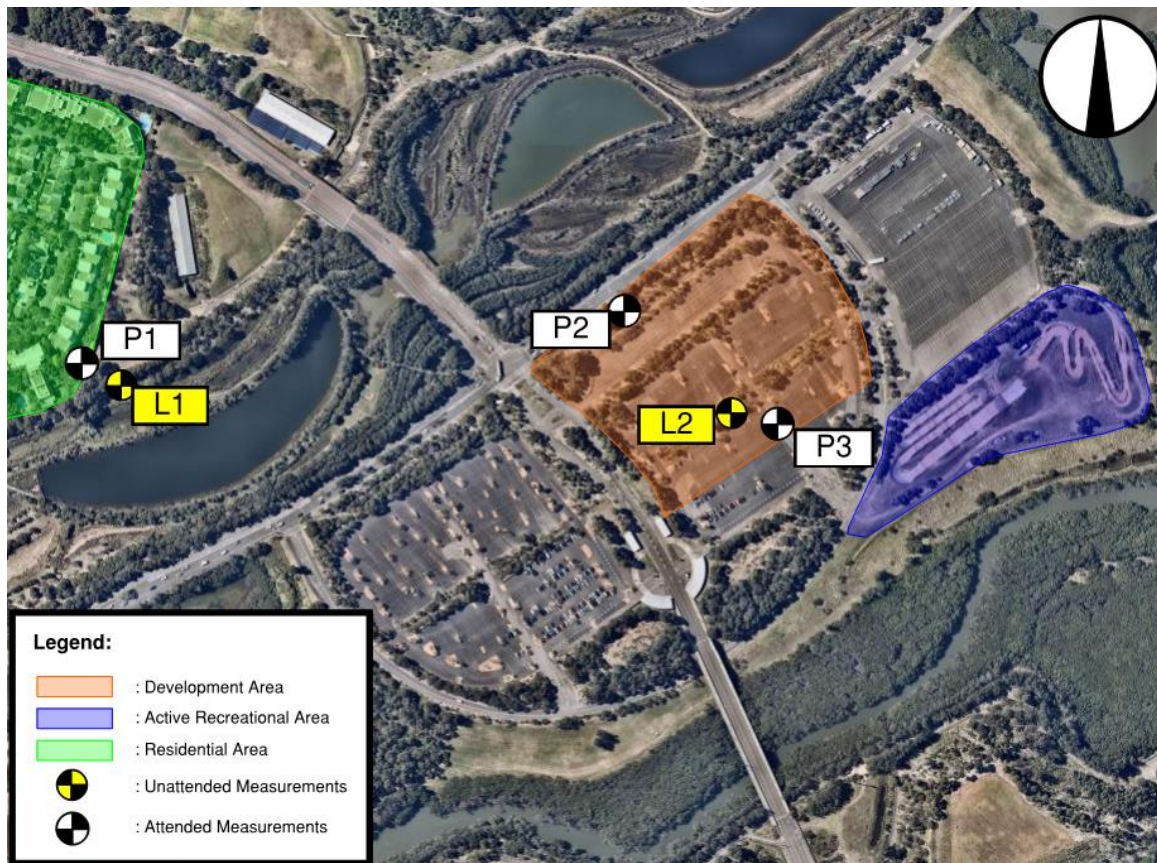 P1
L1
P2
L2
P3
Legend:
: Development Area
: Active Recreational Area
: Residential Area
: Unattended Measurements
: Attended Measurements